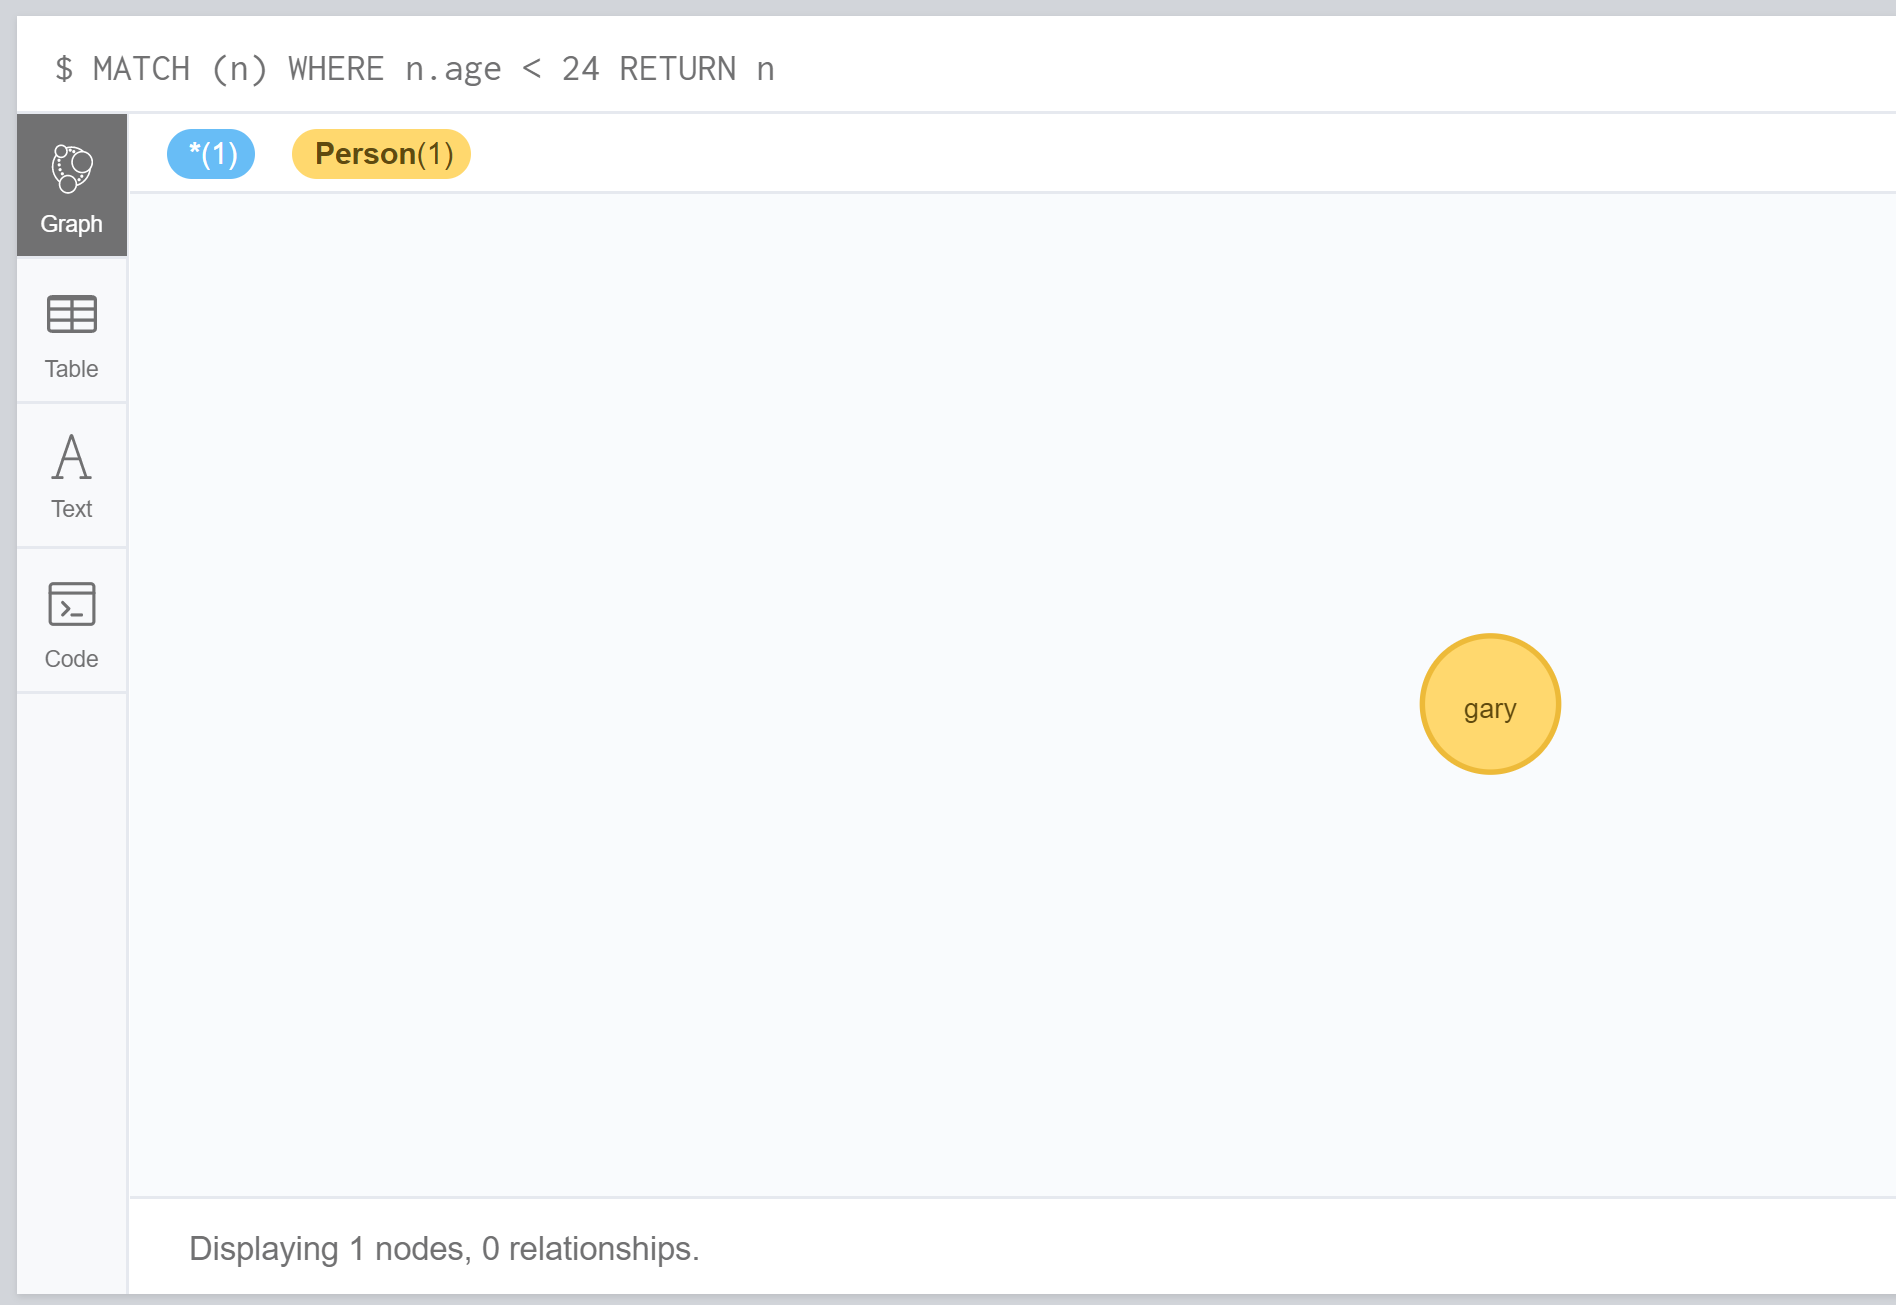 $ MATCH (n) WHERE n.age < 24 RETURN n
*(1) Person(1)
Graph
Table
Text
Code
gary
Displaying 1 nodes, 0 relationships.